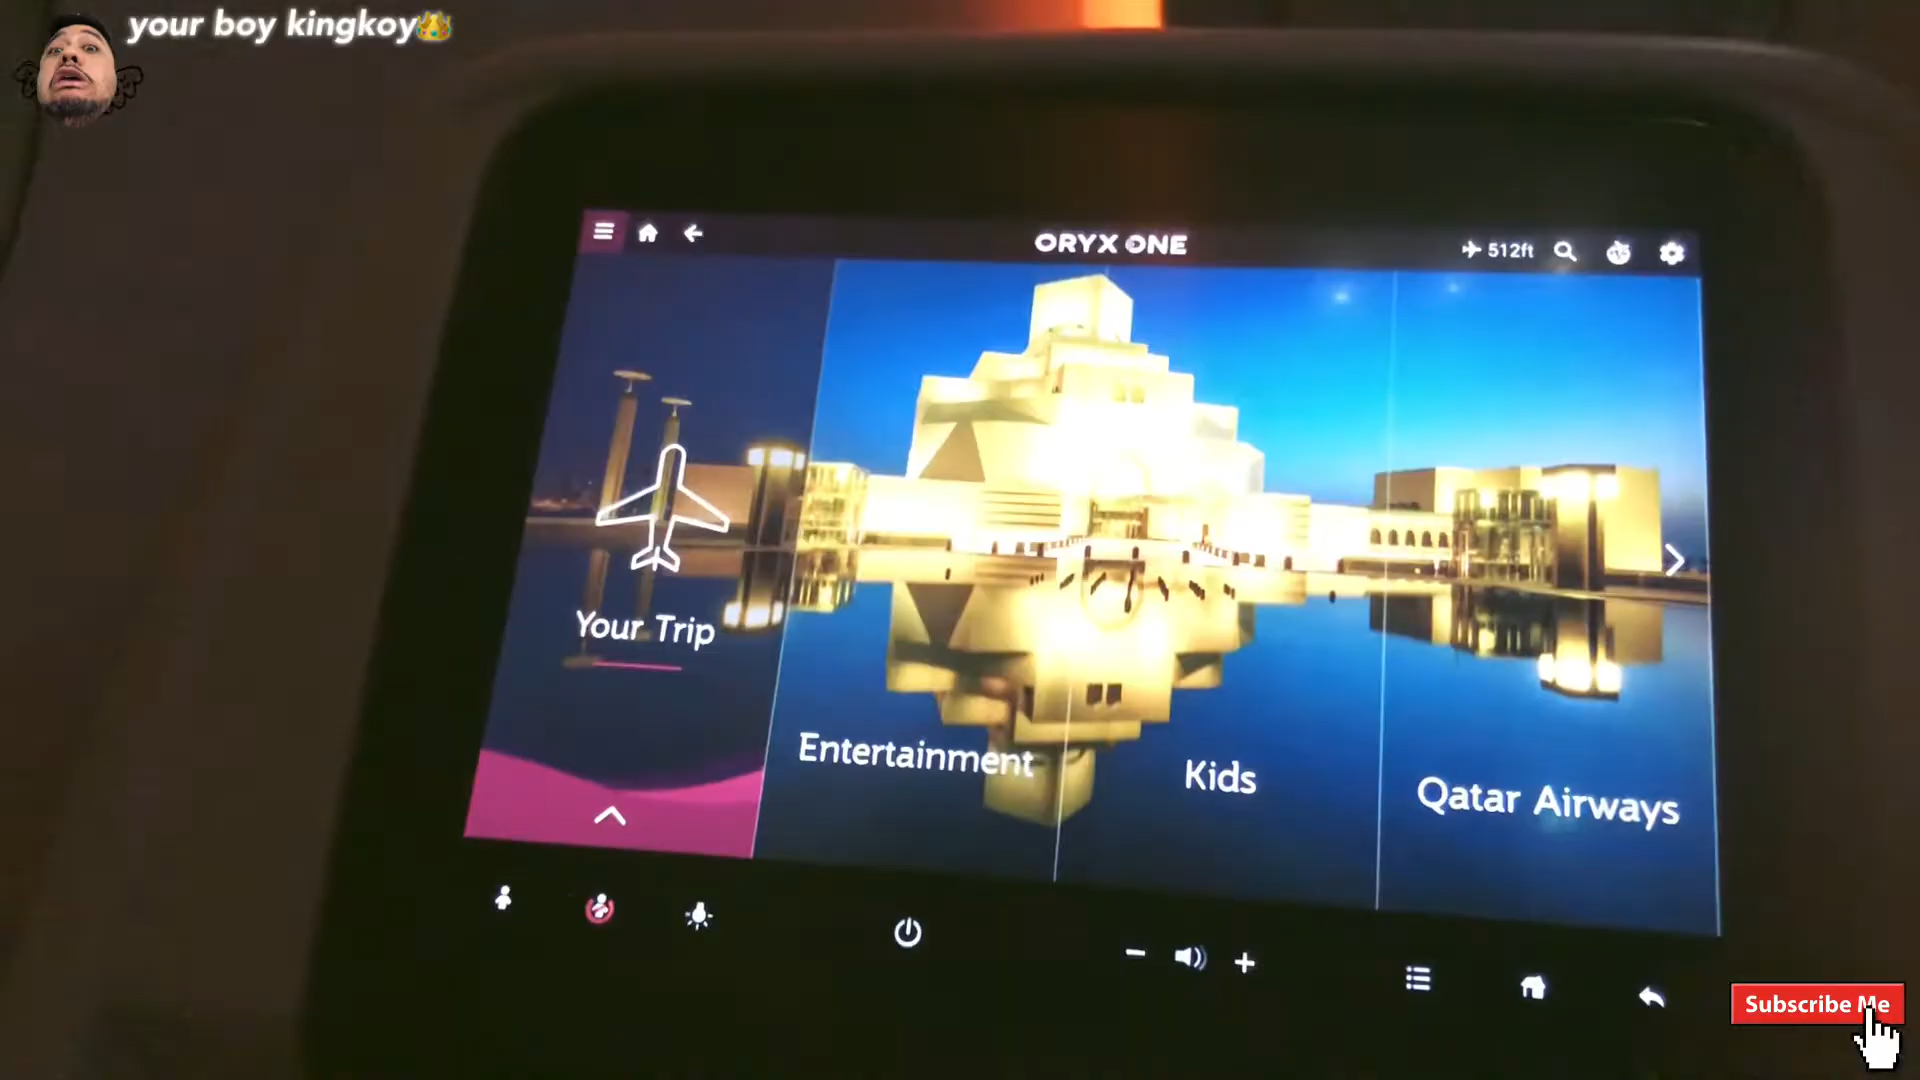 your boy kingkoy
ORYX ONE
512ft
Your Trip
Entertainment
Kids
Qatar Airways
Subscribe Me